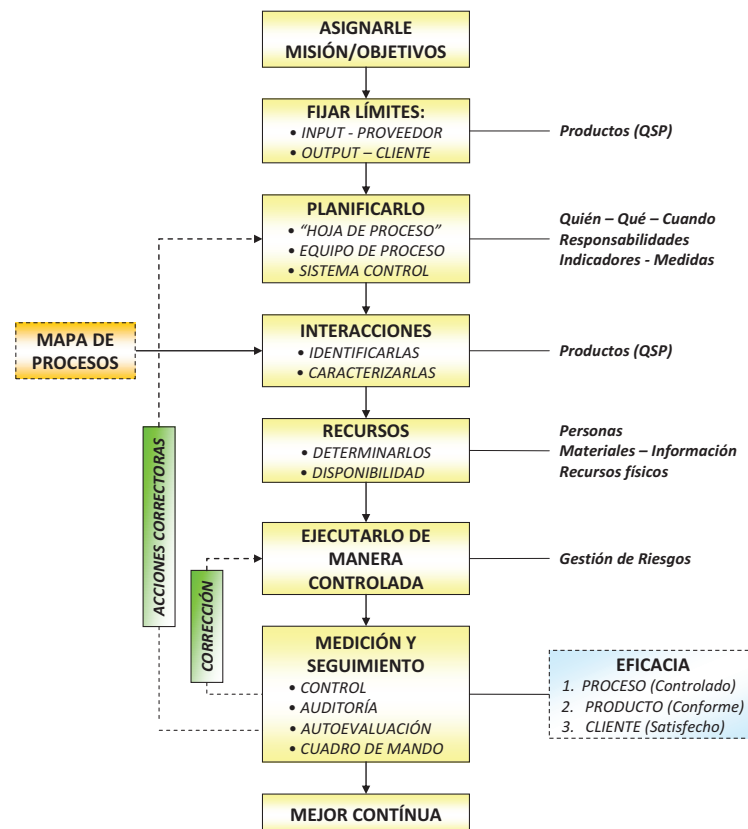 ASIGNARLE
MISIÓN/OBJETIVOS
FIJAR LÍMITES:
• INPUT - PROVEEDOR
• OUTPUT – CLIENTE
Productos (QSP)
PLANIFICARLO
• “HOJA DE PROCESO”
• EQUIPO DE PROCESO
• SISTEMA CONTROL
Quién – Qué – Cuando
Responsabilidades
Indicadores - Medidas
MAPA DE
PROCESOS
INTERACCIONES
• IDENTIFICARLAS
• CARACTERIZARLAS
Productos (QSP)
RECURSOS
• DETERMINARLOS
• DISPONIBILIDAD
Personas
Materiales – Información
Recursos físicos
ACCIONES CORRECTORAS
CORRECCIÓN
EJECUTARLO DE
MANERA
CONTROLADA
Gestión de Riesgos
MEDICIÓN Y
SEGUIMIENTO
• CONTROL
• AUDITORÍA
• AUTOEVALUACIÓN
• CUADRO DE MANDO
EFICACIA
1. PROCESO (Controlado)
2. PRODUCTO (Conforme)
3. CLIENTE (Satisfecho)
MEJOR CONTÍNUA